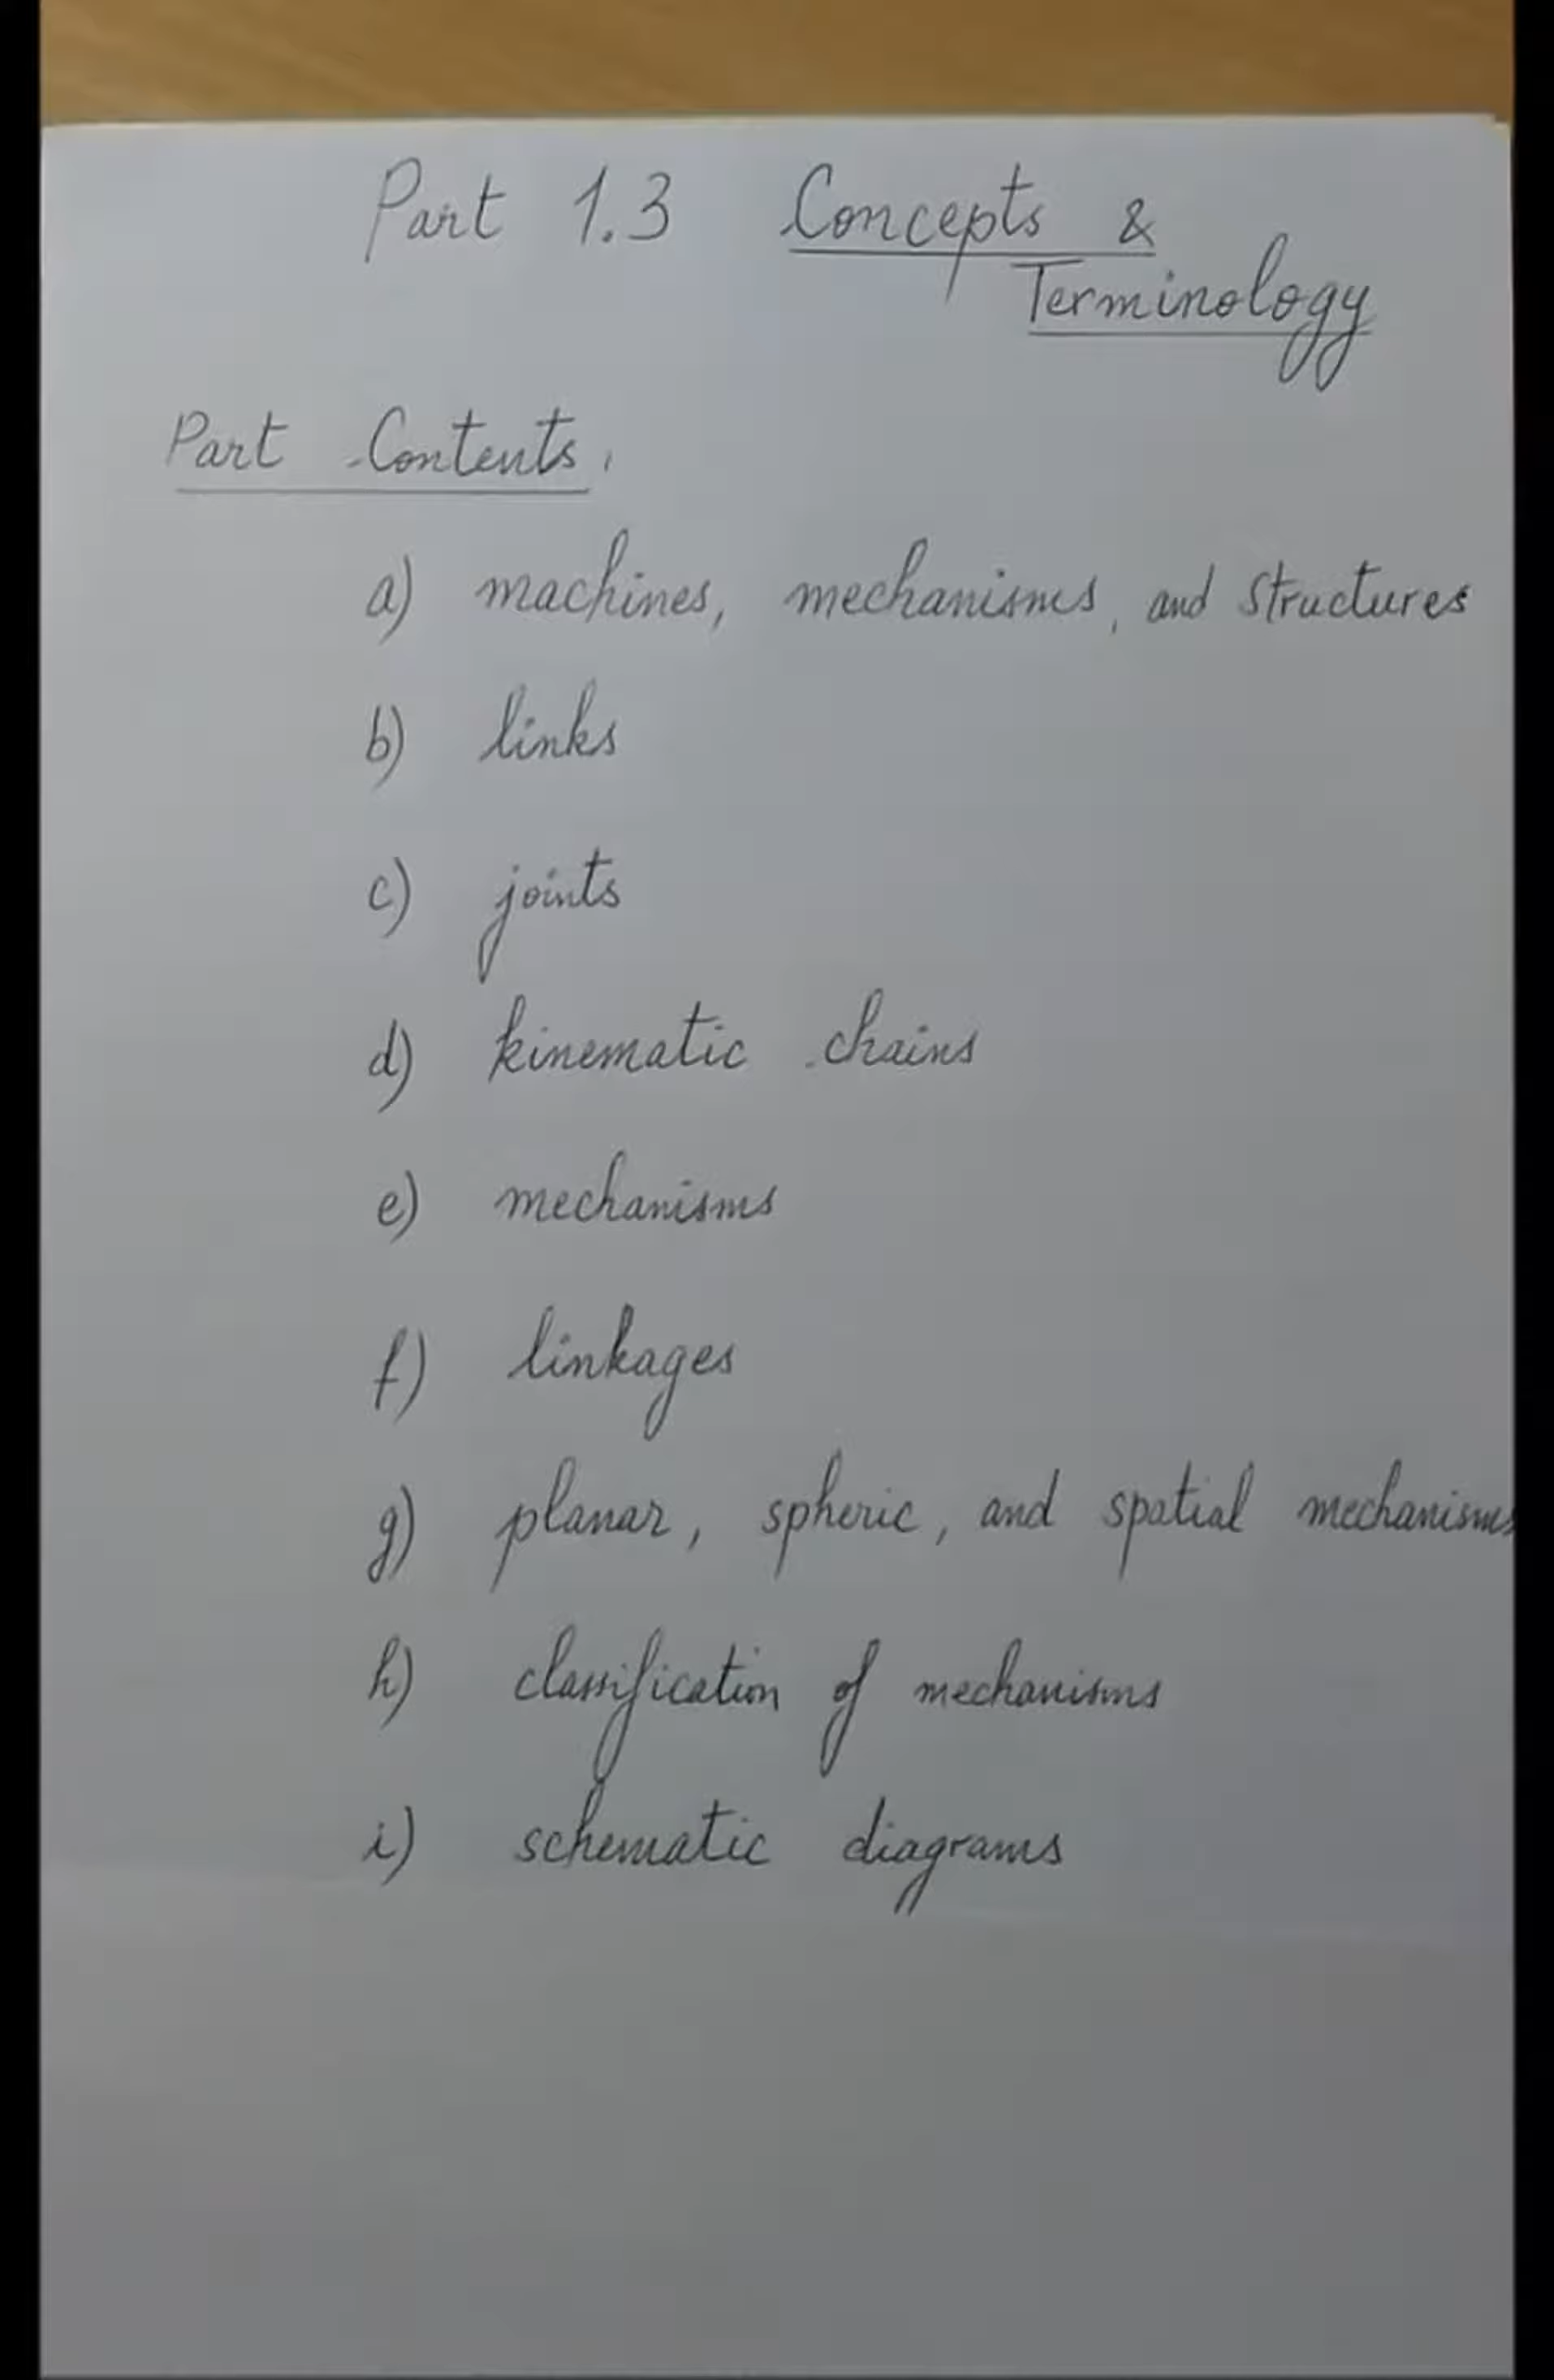 Part 1.3 Concepts &
Terminology
Part Contents.
a) machines, mechanisms, and structures
b) links
c) joints
d) kinematic chains
e) mechanisms
f) linkages
g) planar, spheric, and spatial mechanisms
h) classification of mechanisms
i) schematic diagrams